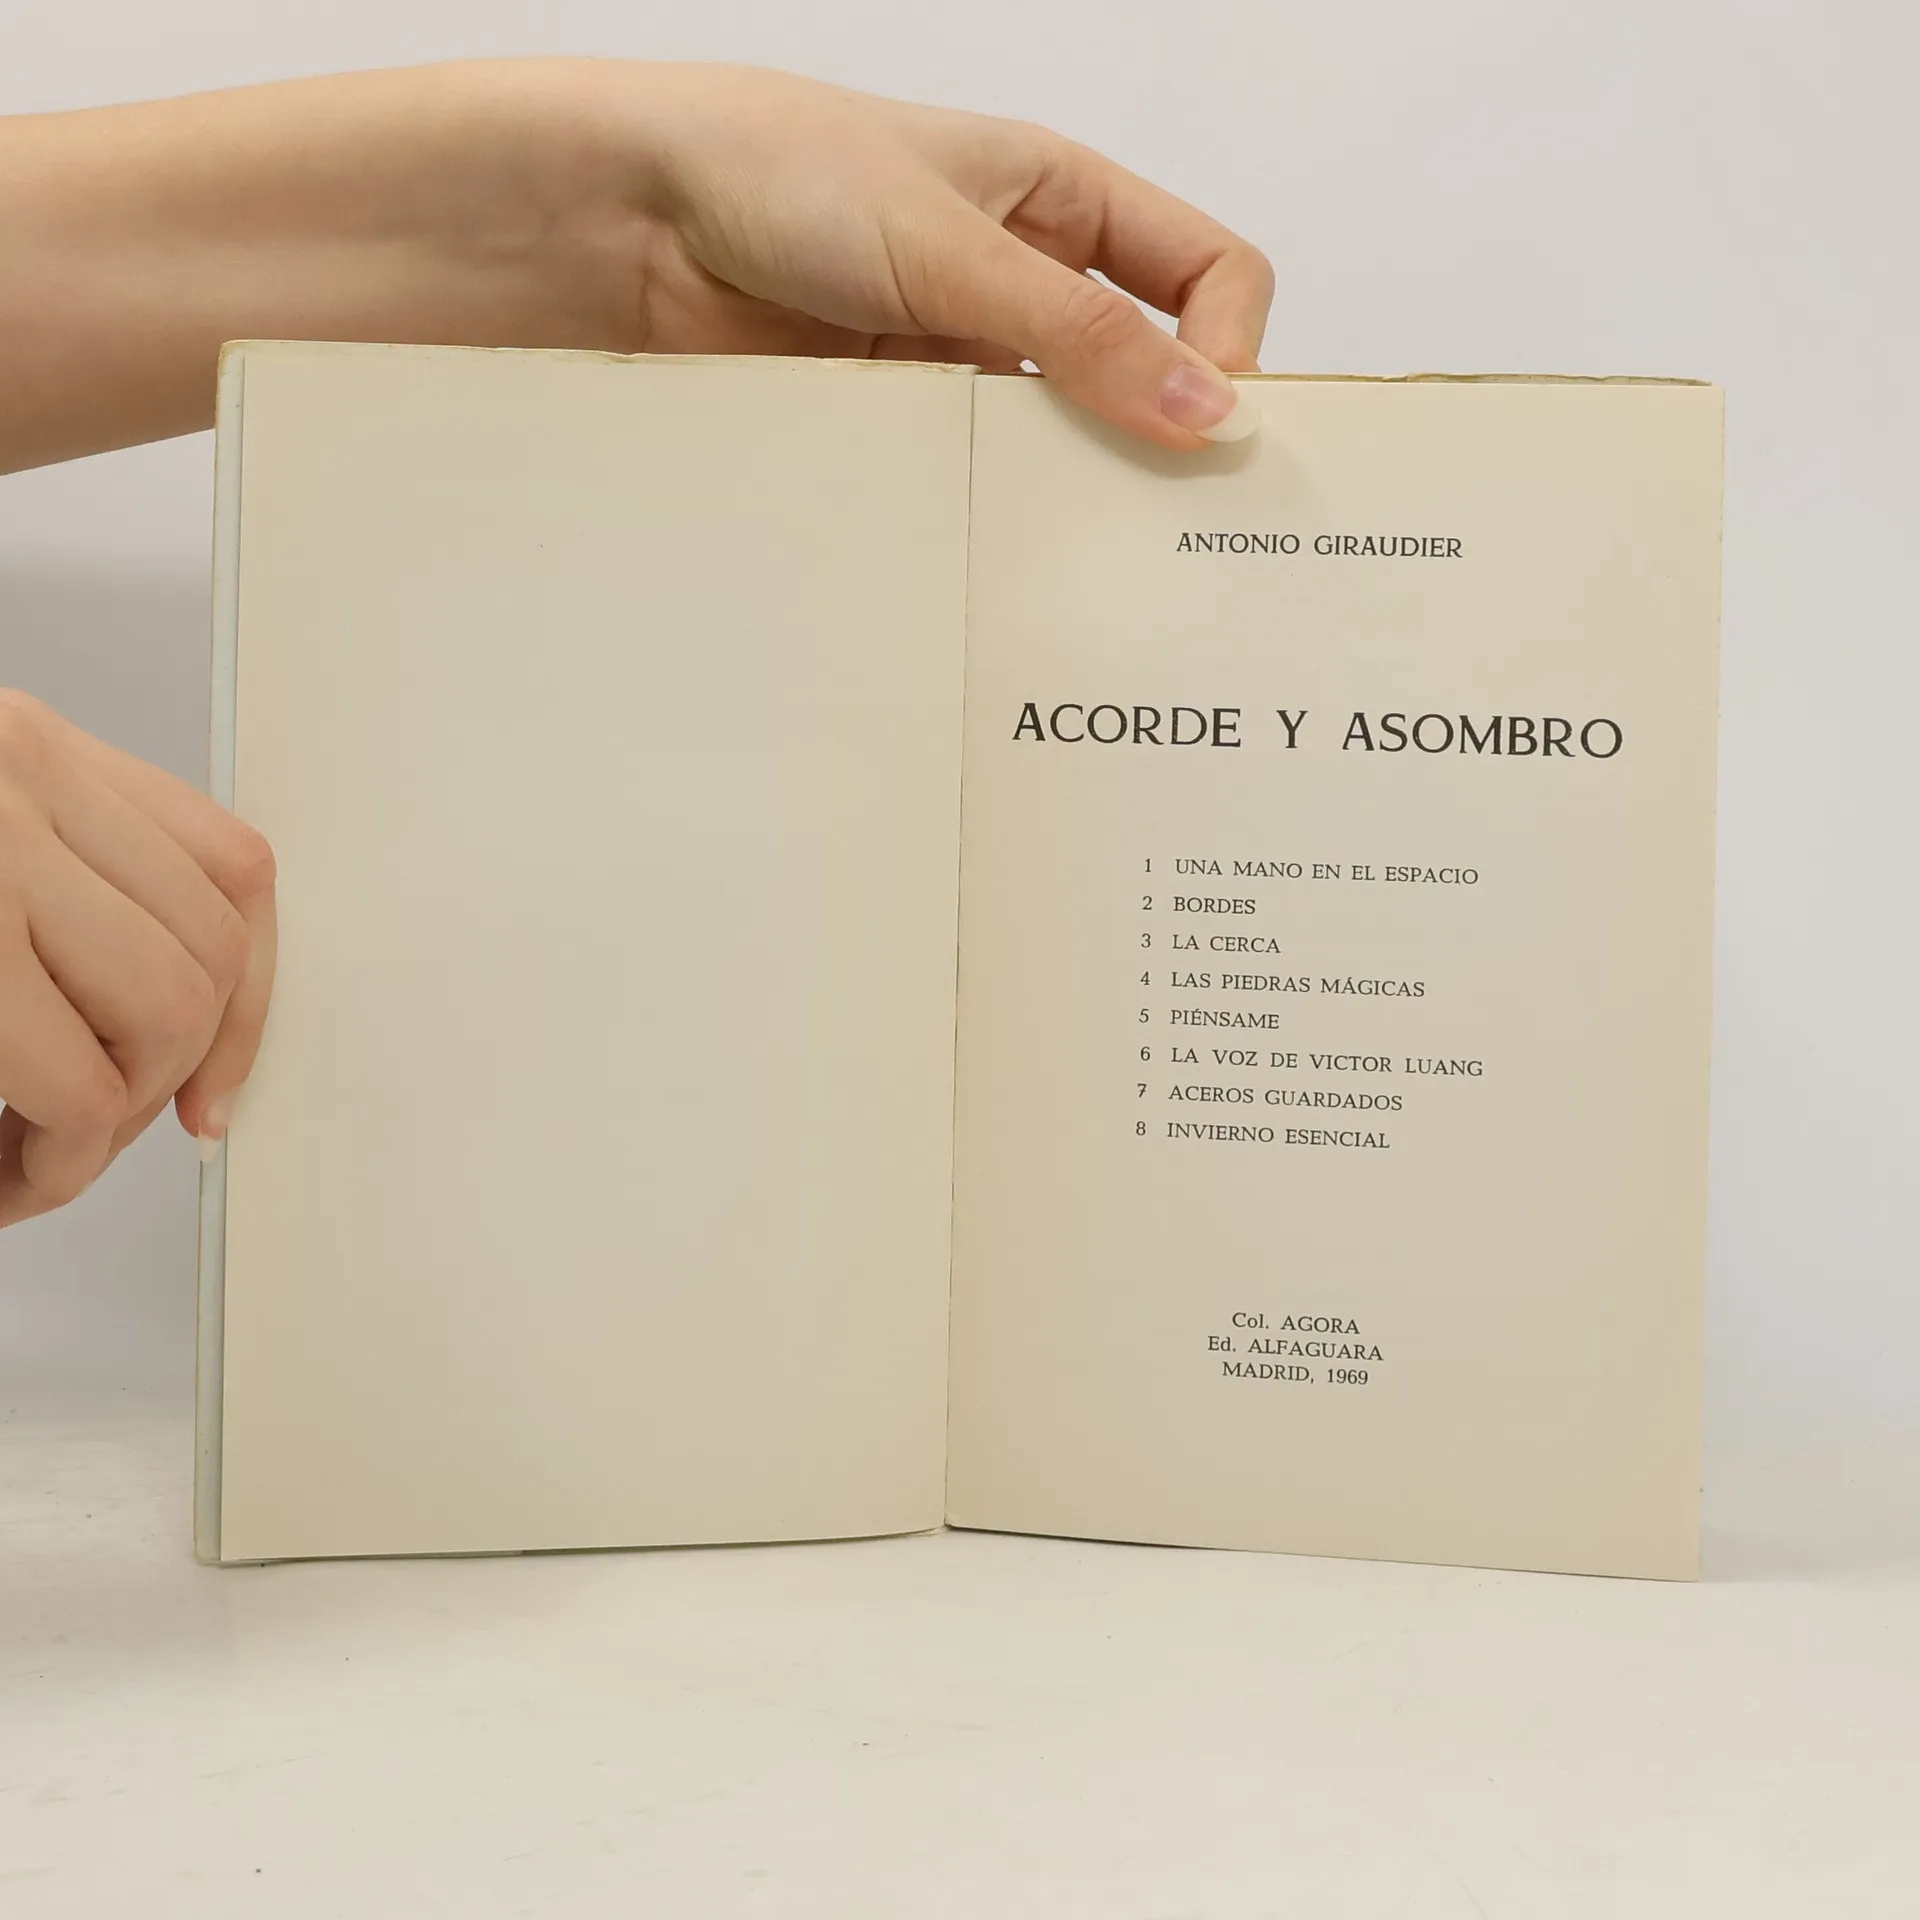 ANTONIO GIRAUDIER
ACORDE Y ASOMBRO
1 UNA MANO EN EL ESPACIO
2 BORDES
3 LA CERCA
4 LAS PIEDRAS MÁGICAS
5 PIÉNSAME
6 LA VOZ DE VICTOR LUANG
7 ACEROS GUARDADOS
8 INVIERNO ESENCIAL
Col. AGORA
Ed. ALFAGUARA
MADRID, 1969